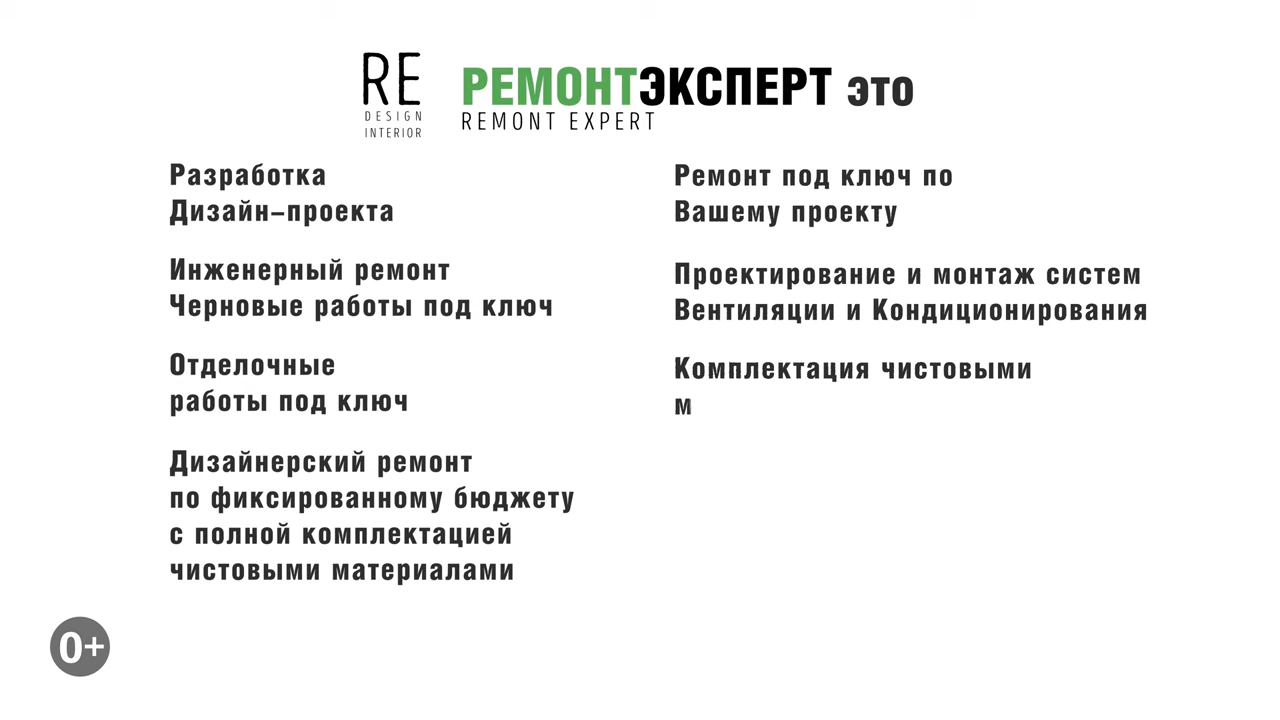 RE
DESIGN
INTERIOR
РЕМОНТЭКСПЕРТ это
REMONT EXPERT
Разработка
Дизайн–проекта
Инженерный ремонт
Черновые работы под ключ
Отделочные
работы под ключ
Дизайнерский ремонт
по фиксированному бюджету
с полной комплектацией
чистовыми материалами
Ремонт под ключ по
Вашему проекту
Проектирование и монтаж систем
Вентиляции и Кондиционирования
Комплектация чистовыми
м
0+